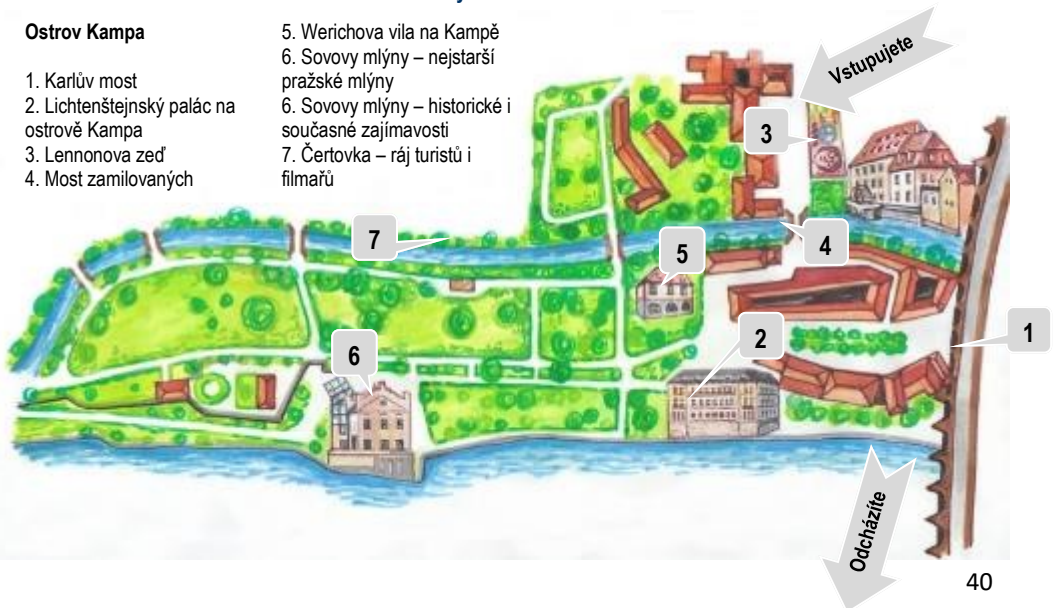 Ostrov Kampa
1. Karlův most
2. Lichtenštejnský palác na
ostrově Kampa
3. Lennonova zeď
4. Most zamilovaných
5. Werichova vila na Kampě
6. Sovovy mlýny – nejstarší
pražské mlýny
6. Sovovy mlýny – historické i
současné zajímavosti
7. Čertovka – ráj turistů i
filmařů
Vstupujete
3
7
5
4
1
2
6
Odcházíte
40